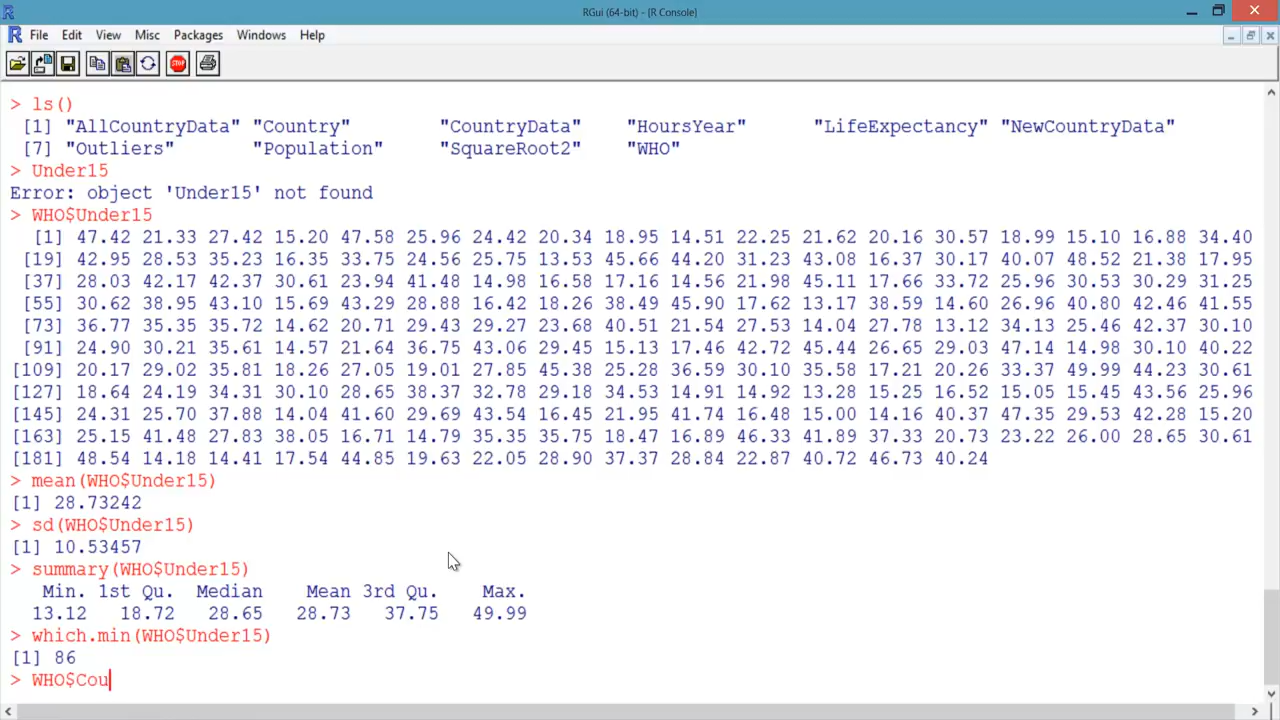 RGui (64-bit) - [R Console]
File Edit View Misc Packages Windows Help
> ls()
[1] "AllCountryData" "Country" "CountryData" "HoursYear" "LifeExpectancy" "NewCountryData"
[7] "Outliers" "Population" "SquareRoot2" "WHO"
> Under15
Error: object 'Under15' not found
> WHO$Under15
[1] 47.42 21.33 27.42 15.20 47.58 25.96 24.42 20.34 18.95 14.51 22.25 21.62 20.16 30.57 18.99 15.10 16.88 34.40
[19] 42.95 28.53 35.23 16.35 33.75 24.56 25.75 13.53 45.66 44.20 31.23 43.08 16.37 30.17 40.07 48.52 21.38 17.95
[37] 28.03 42.17 42.37 30.61 23.94 41.48 14.98 16.58 17.16 14.56 21.98 45.11 17.66 33.72 25.96 30.53 30.29 31.25
[55] 30.62 38.95 43.10 15.69 43.29 28.88 16.42 18.26 38.49 45.90 17.62 13.17 38.59 14.60 26.96 40.80 42.46 41.55
[73] 36.77 35.35 35.72 14.62 20.71 29.43 29.27 23.68 40.51 21.54 27.53 14.04 27.78 13.12 34.13 25.46 42.37 30.10
[91] 24.90 30.21 35.61 14.57 21.64 36.75 43.06 29.45 15.13 17.46 42.72 45.44 26.65 29.03 47.14 14.98 30.10 40.22
[109] 20.17 29.02 35.81 18.26 27.05 19.01 27.85 45.38 25.28 36.59 30.10 35.58 17.21 20.26 33.37 49.99 44.23 30.61
[127] 18.64 24.19 34.31 30.10 28.65 38.37 32.78 29.18 34.53 14.91 14.92 13.28 15.25 16.52 15.05 15.45 43.56 25.96
[145] 24.31 25.70 37.88 14.04 41.60 29.69 43.54 16.45 21.95 41.74 16.48 15.00 14.16 40.37 47.35 29.53 42.28 15.20
[163] 25.15 41.48 27.83 38.05 16.71 14.79 35.35 35.75 18.47 16.89 46.33 41.89 37.33 20.73 23.22 26.00 28.65 30.61
[181] 48.54 14.18 14.41 17.54 44.85 19.63 22.05 28.90 37.37 28.84 22.87 40.72 46.73 40.24
> mean(WHO$Under15)
[1] 28.73242
> sd(WHO$Under15)
[1] 10.53457
> summary(WHO$Under15)
Min. 1st Qu. Median Mean 3rd Qu. Max.
13.12 18.72 28.65 28.73 37.75 49.99
> which.min(WHO$Under15)
[1] 86
> WHO$Cou